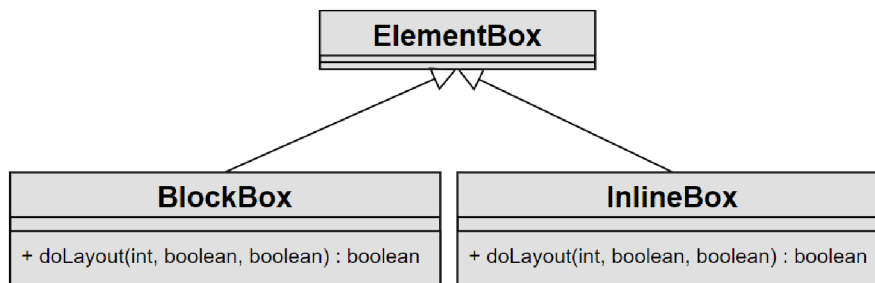 ElementBox
BlockBox
InlineBox
+ doLayout(int, boolean, boolean) : boolean
+ doLayout(int, boolean, boolean) : boolean